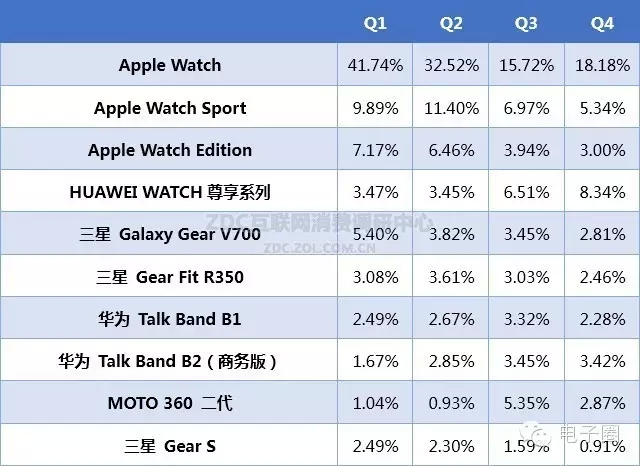 Q1 Q2 Q3 Q4
Apple Watch 41.74% 32.52% 15.72% 18.18%
Apple Watch Sport 9.89% 11.40% 6.97% 5.34%
Apple Watch Edition 7.17% 6.46% 3.94% 3.00%
HUAWEI WATCH尊享系列 3.47% 3.45% 6.51% 8.34%
ZDC互联网消费调研中心
三星 Galaxy Gear V700 5.40% 3.82% 3.45% 2.81%
ZDC.ZOL.COM.CN
三星 Gear Fit R350 3.08% 3.61% 3.03% 2.46%
华为 Talk Band B1 2.49% 2.67% 3.32% 2.28%
华为 Talk Band B2（商务版） 1.67% 2.85% 3.45% 3.42%
MOTO 360 二代 1.04% 0.93% 5.35% 2.87%
三星 Gear S 2.49% 2.30% 1.59% 0.91%
电子圈